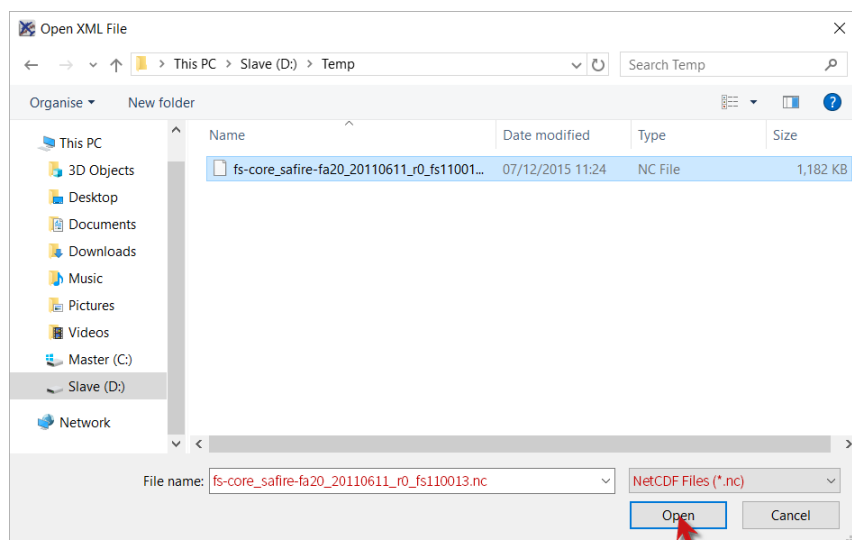 Open XML File
This PC > Slave (D:) > Temp
Search Temp
Organise
New folder
Name
Date modified
Type
Size
fs-core_safire-fa20_20110611_r0_fs11001...
07/12/2015 11:24
NC File
1,182 KB
This PC
3D Objects
Desktop
Documents
Downloads
Music
Pictures
Videos
Master (C:)
Slave (D:)
Network
File name:
fs-core_safire-fa20_20110611_r0_fs110013.nc
NetCDF Files (*.nc)
Open
Cancel